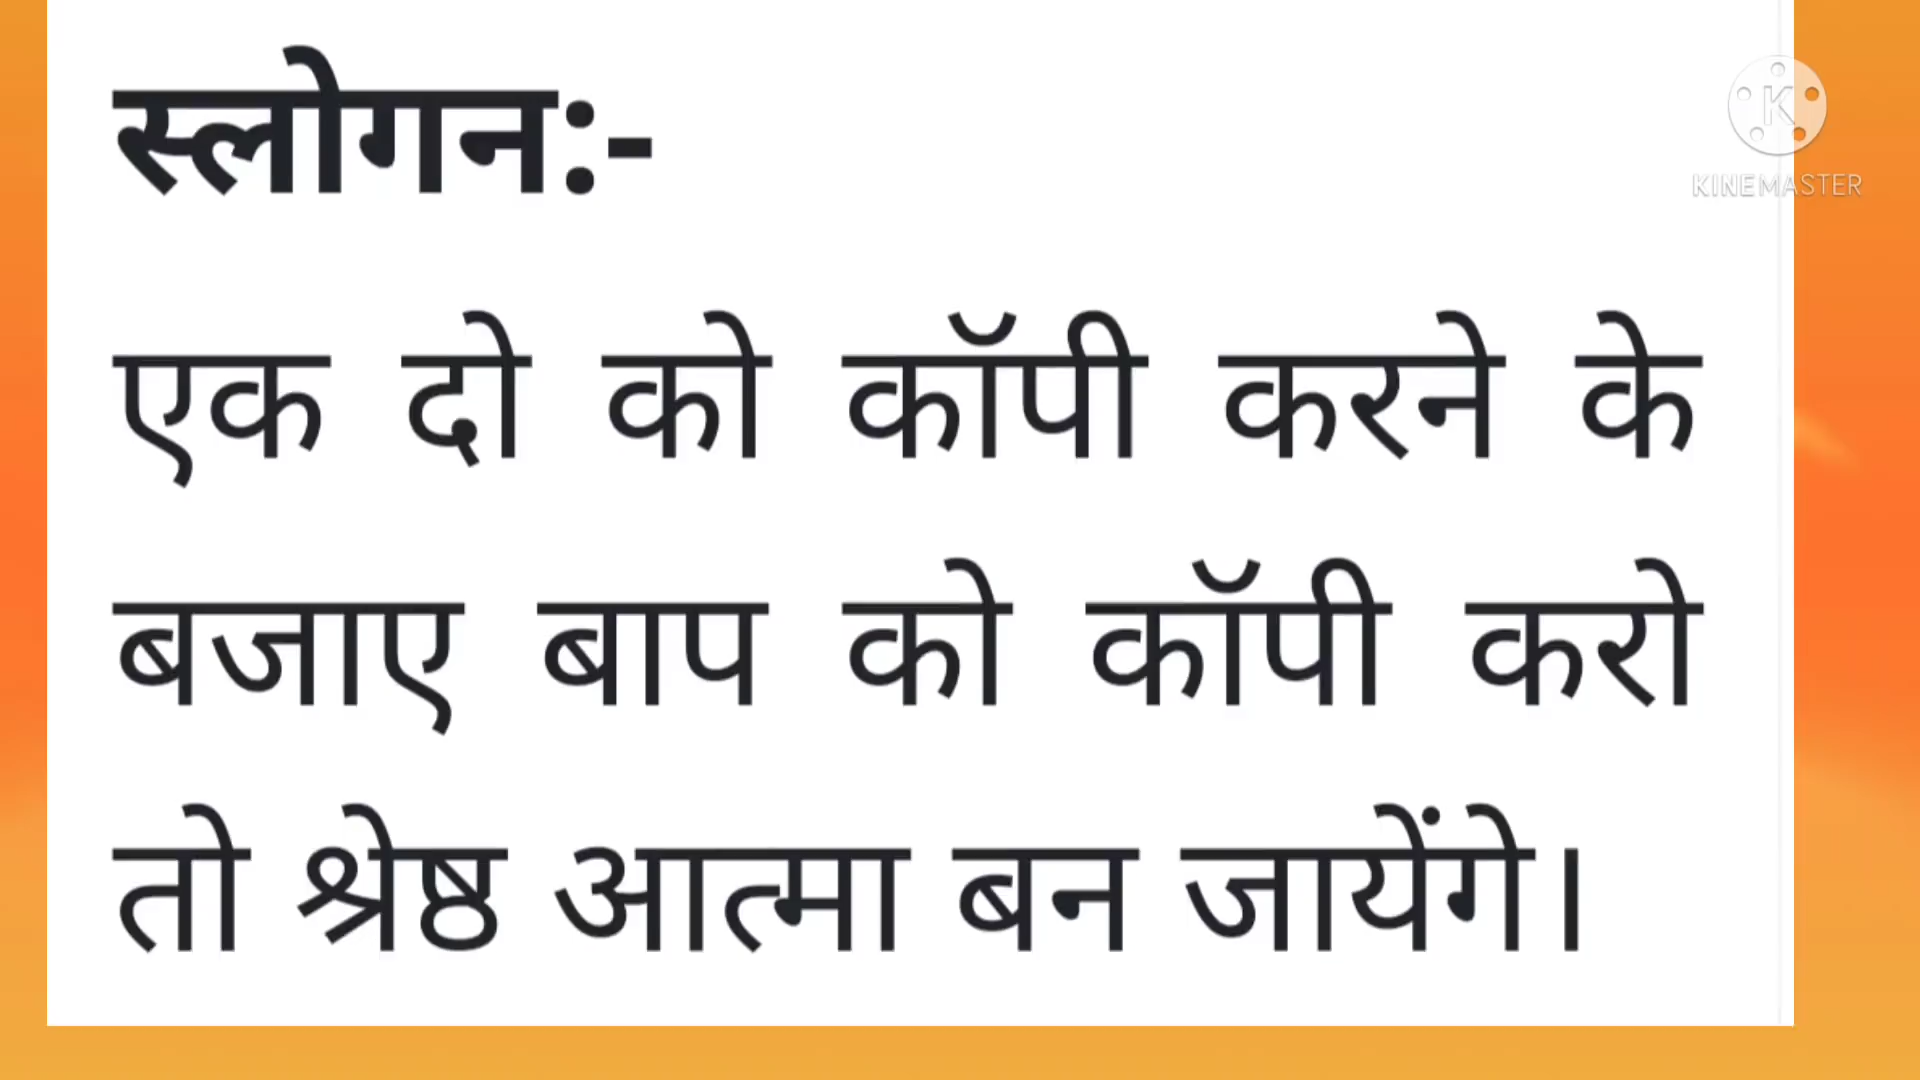 स्लोगन:-
KINEMASTER
एक दो को कॉपी करने के
बजाए बाप को कॉपी करो
तो श्रेष्ठ आत्मा बन जायेंगे।